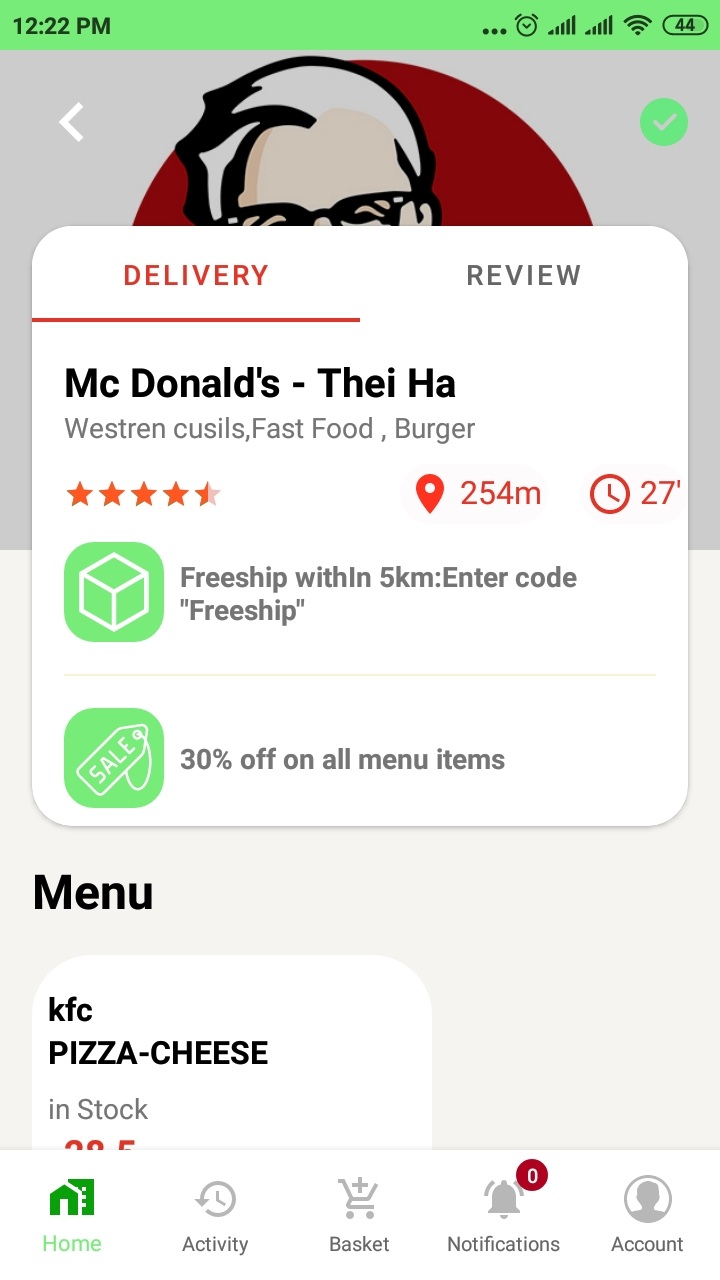 12:22 PM
44
DELIVERY
REVIEW
Mc Donald's - Thei Ha
Westren cusils,Fast Food , Burger
254m
27'
Freeship withIn 5km:Enter code
"Freeship"
SALE
30% off on all menu items
Menu
kfc
PIZZA-CHEESE
in Stock
0
Home
Activity
Basket
Notifications
Account